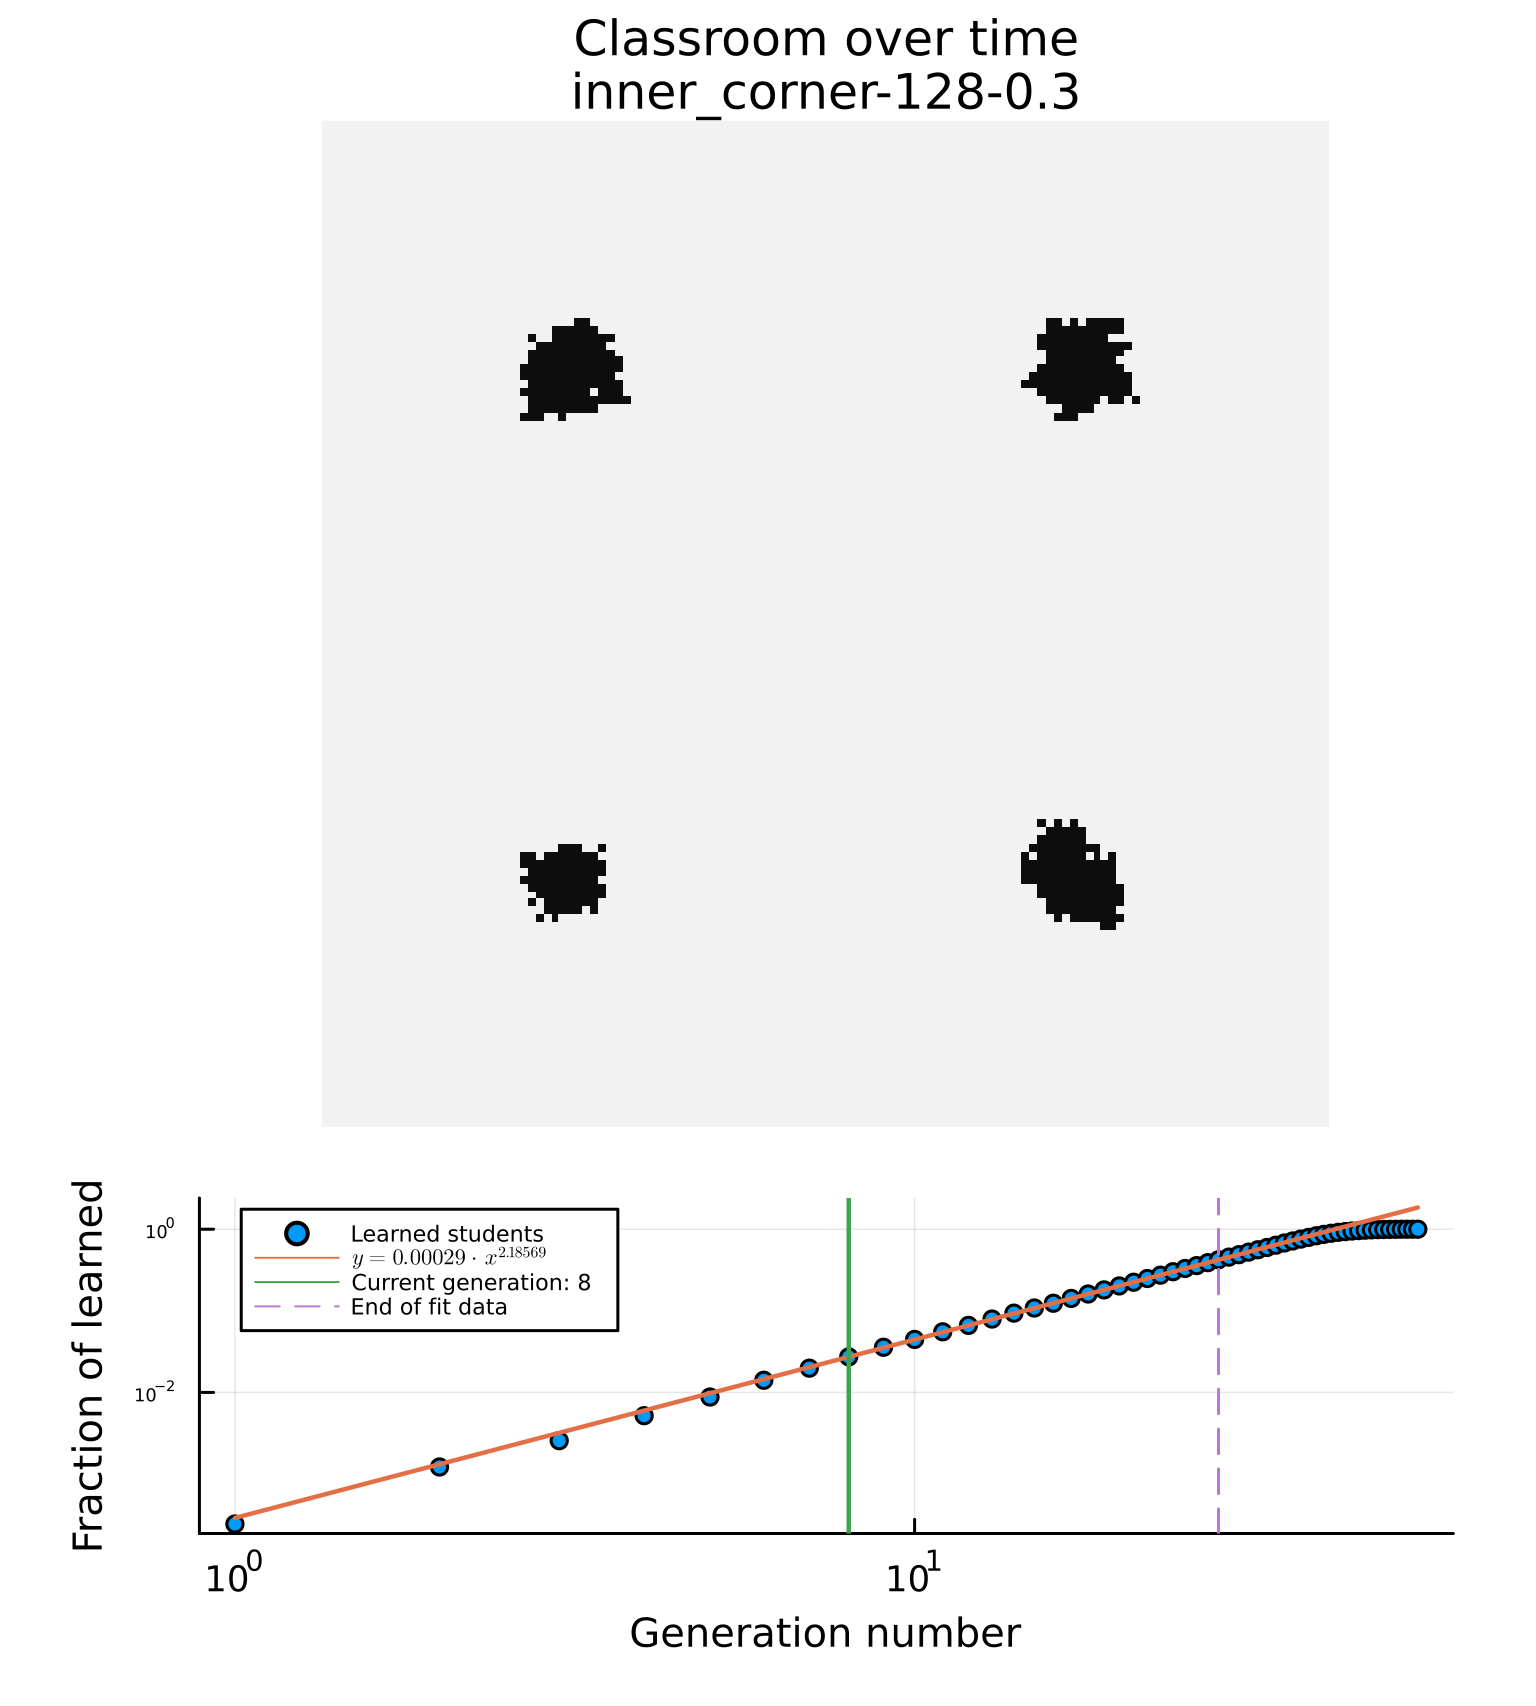 Classroom over time
inner_corner-128-0.3
Fraction of learned
10⁰
10⁻²
Learned students
y = 0.00029 · x^2.18569
Current generation: 8
End of fit data
10⁰
10¹
Generation number